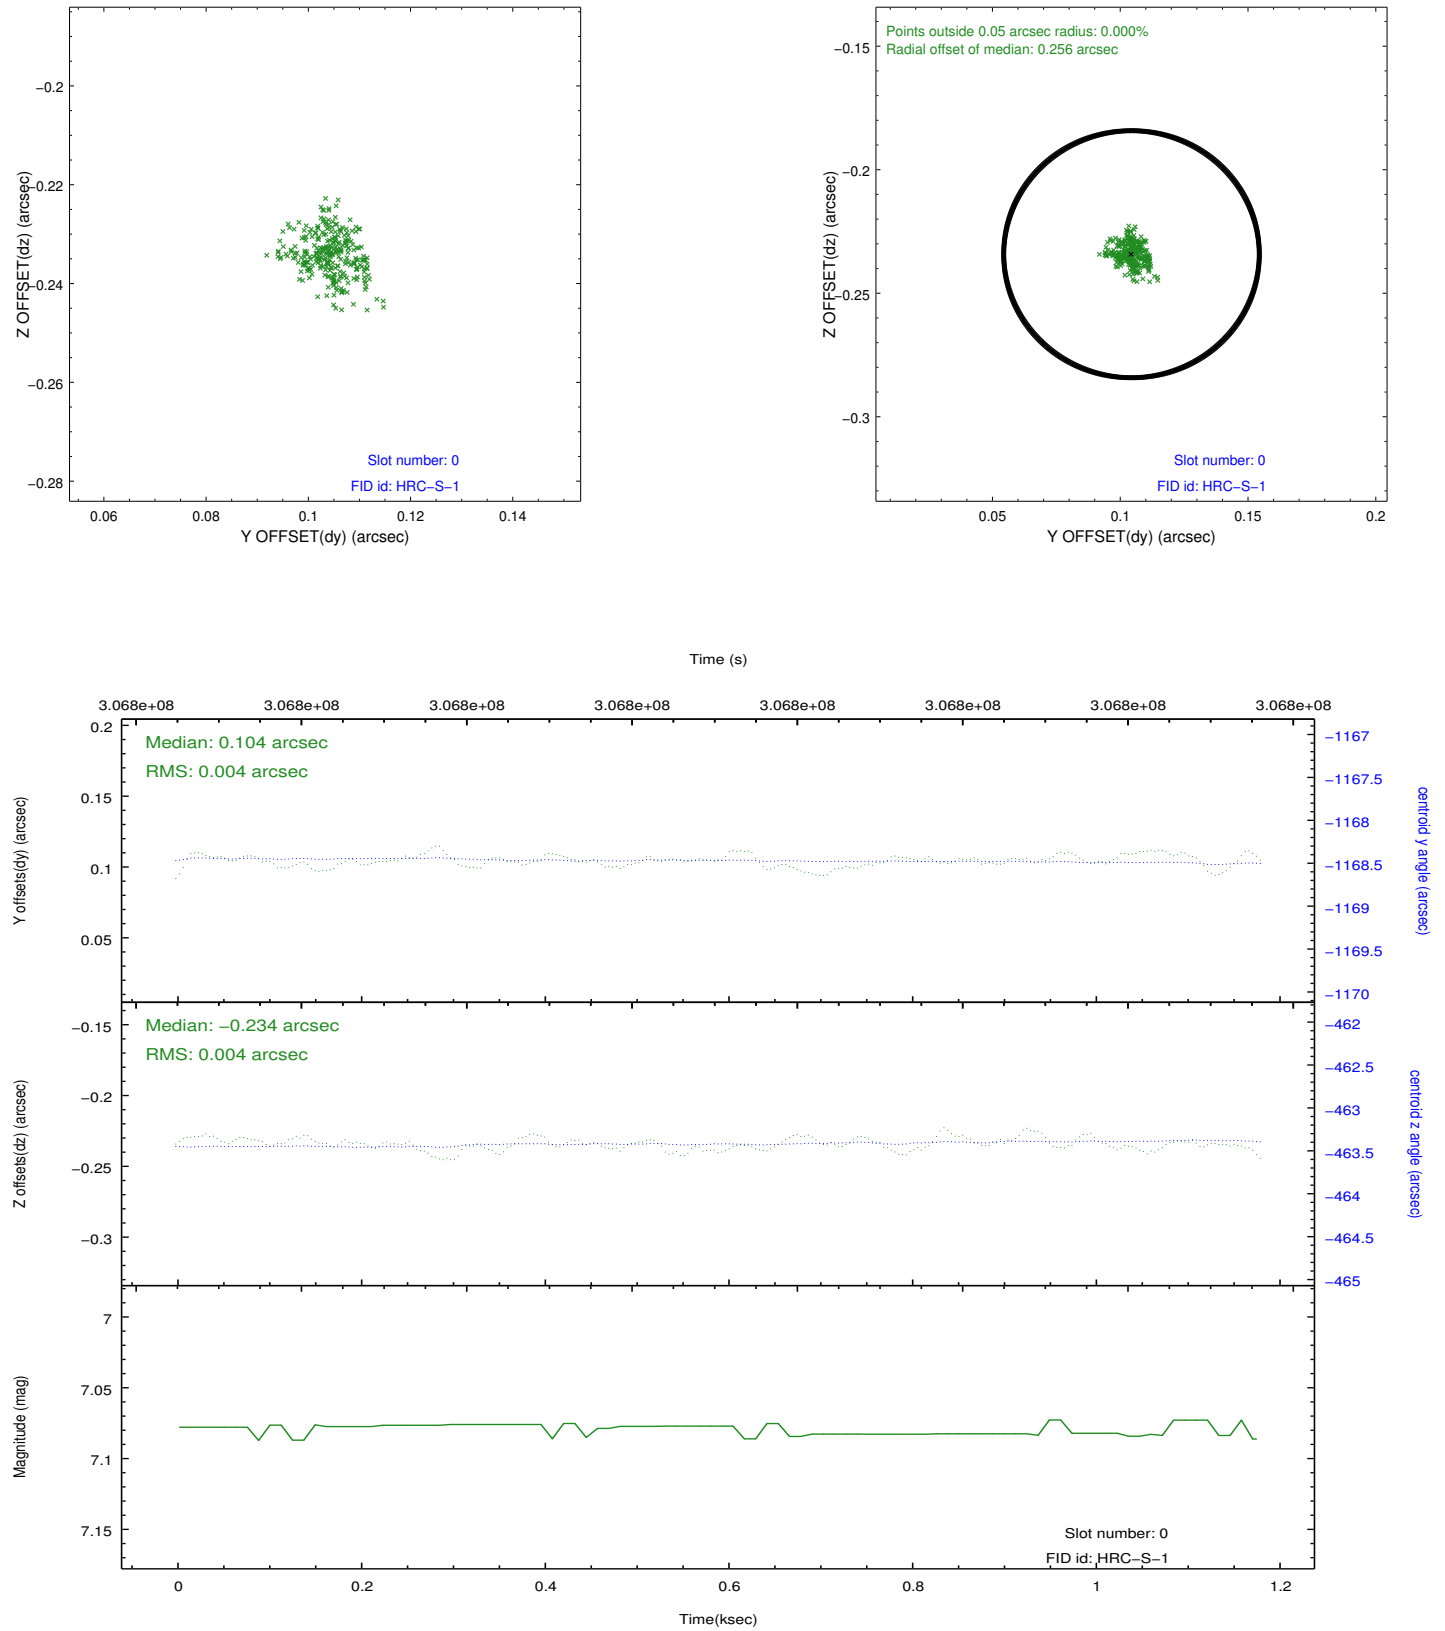 −0.2
−0.22
−0.24
−0.26
−0.28
Z OFFSET(dz) (arcsec)
0.06 0.08 0.1 0.12 0.14
Y OFFSET(dy) (arcsec)
Slot number: 0
FID id: HRC−S−1
Points outside 0.05 arcsec radius: 0.000%
Radial offset of median: 0.256 arcsec
−0.15
−0.2
−0.25
−0.3
Z OFFSET(dz) (arcsec)
0.05 0.1 0.15 0.2
Y OFFSET(dy) (arcsec)
Slot number: 0
FID id: HRC−S−1
Time (s)
3.068e+08 3.068e+08 3.068e+08 3.068e+08 3.068e+08 3.068e+08 3.068e+08 3.068e+08
Median: 0.104 arcsec
RMS: 0.004 arcsec
0.2
0.15
0.1
0.05
Y offsets(dy) (arcsec)
−1167
−1167.5
−1168
−1168.5
−1169
−1169.5
−1170
centroid y angle (arcsec)
Median: −0.234 arcsec
RMS: 0.004 arcsec
−0.15
−0.2
−0.25
−0.3
Z offsets(dz) (arcsec)
−462
−462.5
−463
−463.5
−464
−464.5
−465
centroid z angle (arcsec)
7
7.05
7.1
7.15
Magnitude (mag)
Slot number: 0
FID id: HRC−S−1
0 0.2 0.4 0.6 0.8 1 1.2
Time(ksec)